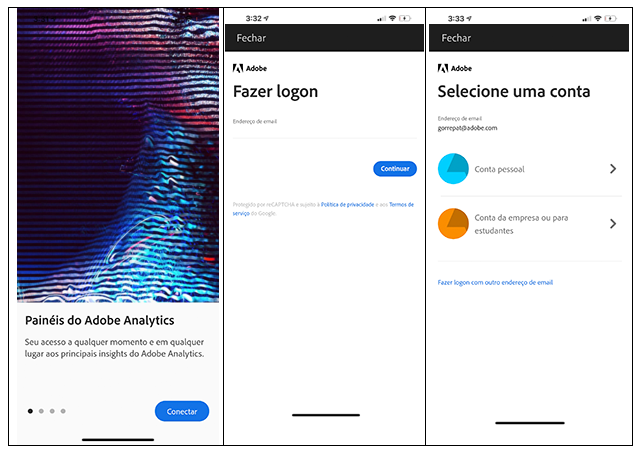 Painéis do Adobe Analytics
Seu acesso a qualquer momento e em qualquer
lugar aos principais insights do Adobe Analytics.
Conectar
3:32
Fechar
Adobe
Fazer logon
Endereço de email
Continuar
Protegido por reCAPTCHA e sujeito à Política de privacidade e aos Termos de
serviço do Google.
3:33
Fechar
Adobe
Selecione uma conta
Endereço de email
gorrepat@adobe.com
Conta pessoal
Conta da empresa ou para
estudantes
Fazer logon com outro endereço de email